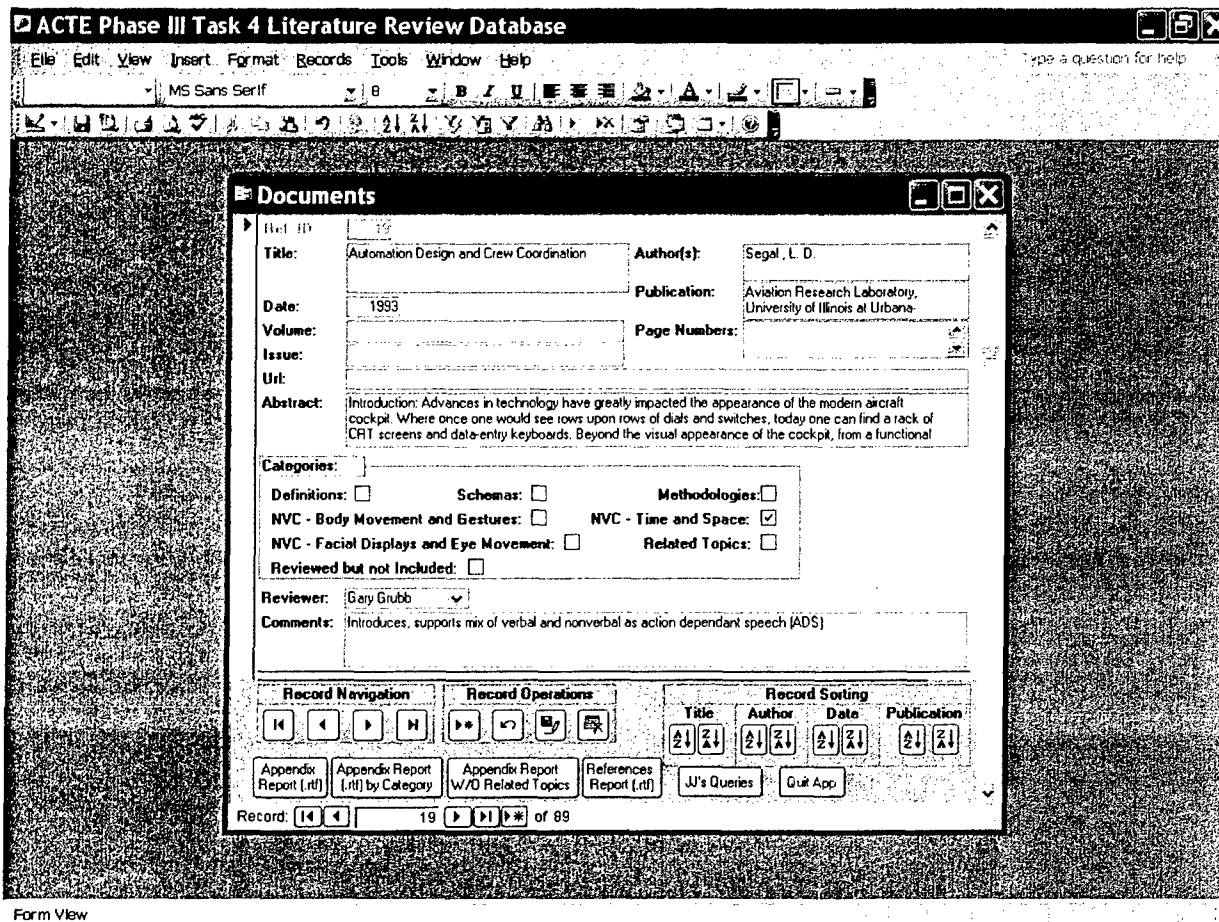 ACTE Phase III Task 4 Literature Review Database
File Edit View Insert Format Records Tools Window Help Type a question for help
MS Sans Serif 8 B I U A
Documents
Ref ID 19
Title: Automation Design and Crew Coordination Author(s): Segal , L. D.
Publication: Aviation Research Laboratory,
University of Illinois at Urbana-
Date: 1993
Volume: Page Numbers:
Issue:
Url:
Abstract: Introduction: Advances in technology have greatly impacted the appearance of the modern aircraft
cockpit. Where once one would see rows upon rows of dials and switches, today one can find a rack of
CRT screens and data-entry keyboards. Beyond the visual appearance of the cockpit, from a functional
Categories:
Definitions: Schemas: Methodologies:
NVC - Body Movement and Gestures: NVC - Time and Space:
NVC - Facial Displays and Eye Movement: Related Topics:
Reviewed but not Included:
Reviewer: Gary Grubb
Comments: Introduces, supports mix of verbal and nonverbal as action dependant speech (ADS)
Record Navigation Record Operations Record Sorting
Title Author Date Publication
Appendix Report (.rtf) Appendix Report (.rtf) by Category Appendix Report W/O Related Topics References Report (.rtf) JJ's Queries Quit App
Record: 19 of 89
Form View